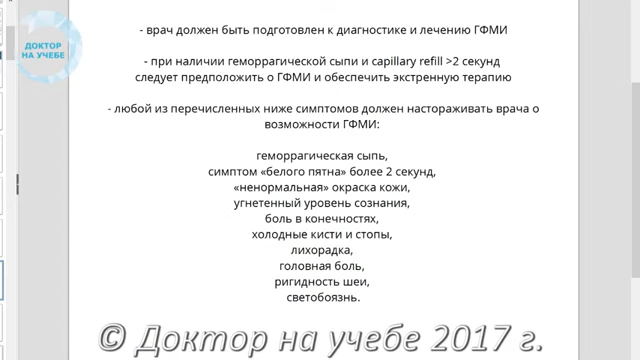 ДОКТОР
НА УЧЕБЕ
- врач должен быть подготовлен к диагностике и лечению ГФМИ
- при наличии геморрагической сыпи и capillary refill >2 секунд
следует предположить о ГФМИ и обеспечить экстренную терапию
- любой из перечисленных ниже симптомов должен настораживать врача о
возможности ГФМИ:
геморрагическая сыпь,
симптом «белого пятна» более 2 секунд,
«ненормальная» окраска кожи,
угнетенный уровень сознания,
боль в конечностях,
холодные кисти и стопы,
лихорадка,
головная боль,
ригидность шеи,
светобоязнь.
© Доктор на учебе 2017 г.